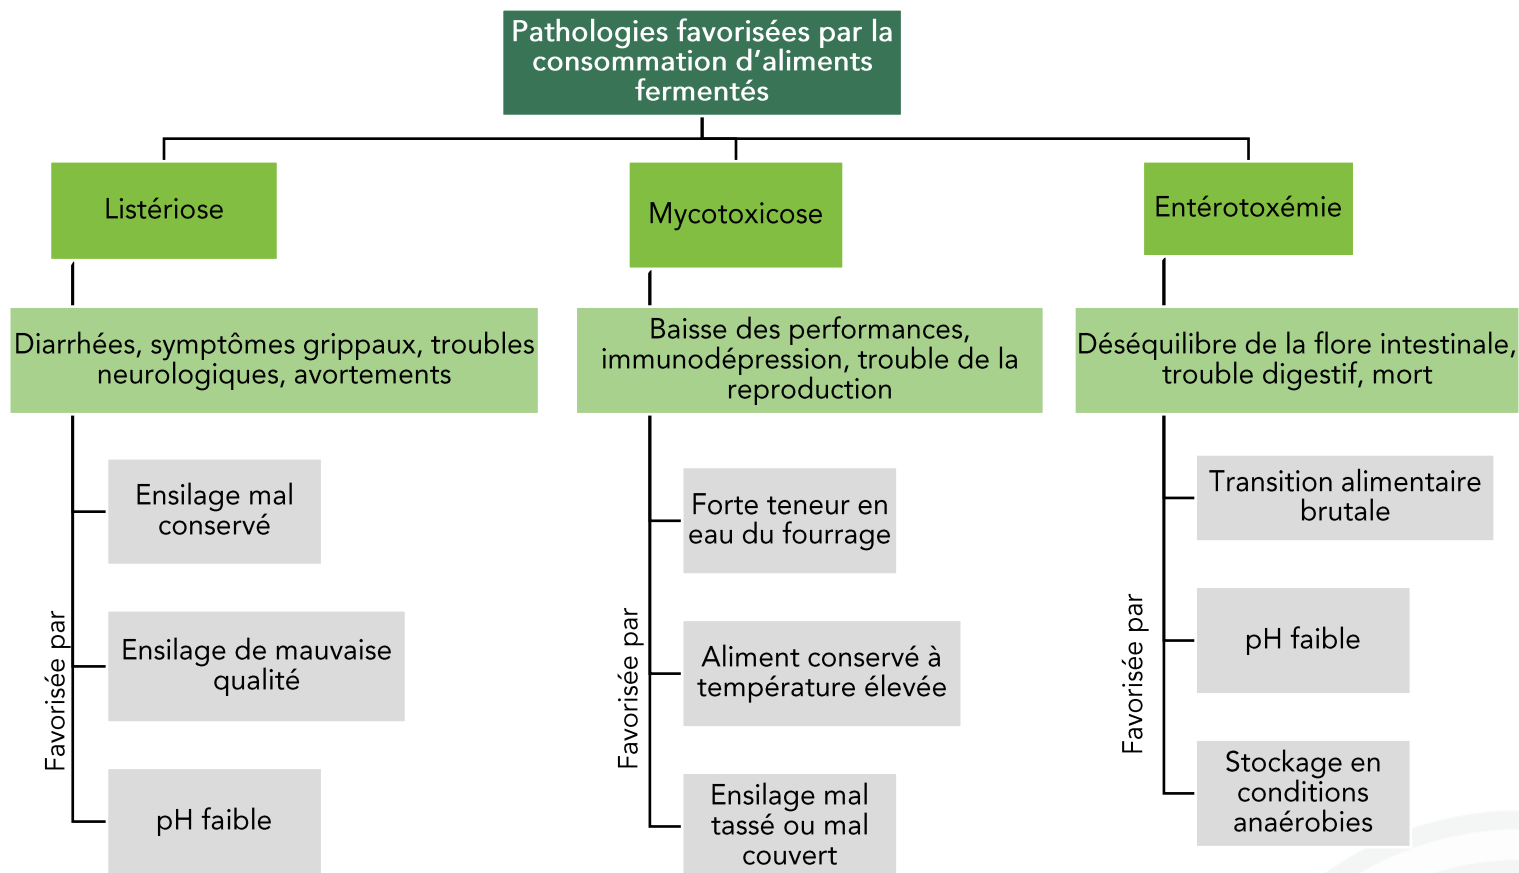 Pathologies favorisées par la
consommation d’aliments
fermentés
Listériose
Mycotoxicose
Entérotoxémie
Diarrhées, symptômes grippaux, troubles
neurologiques, avortements
Baisse des performances,
immunodépression, trouble de la
reproduction
Déséquilibre de la flore intestinale,
trouble digestif, mort
Favorisée par
Ensilage mal
conservé
Ensilage de mauvaise
qualité
pH faible
Favorisée par
Forte teneur en
eau du fourrage
Aliment conservé à
température élevée
Ensilage mal
tassé ou mal
couvert
Favorisée par
Transition alimentaire
brutale
pH faible
Stockage en
conditions
anaérobies